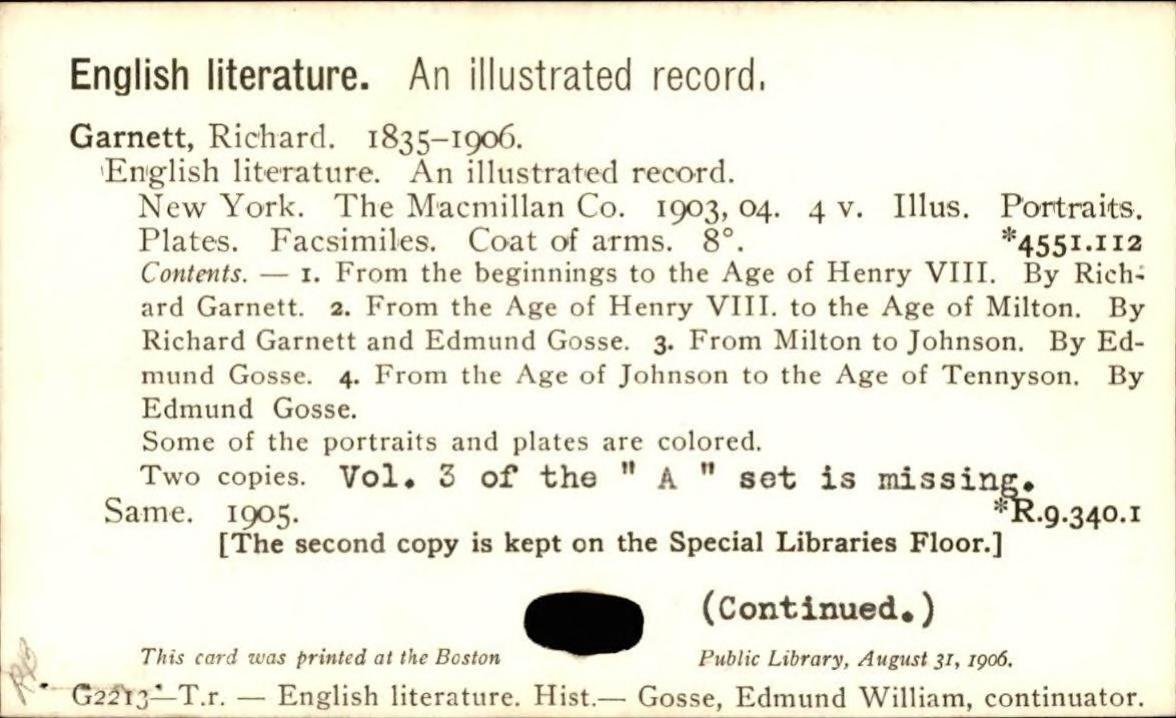 English literature. An illustrated record.
Garnett, Richard. 1835–1906.
English literature. An illustrated record.
New York. The Macmillan Co. 1903, 04. 4 v. Illus. Portraits.
Plates. Facsimiles. Coat of arms. 8°. *4551.112
Contents. — 1. From the beginnings to the Age of Henry VIII. By Rich-
ard Garnett. 2. From the Age of Henry VIII. to the Age of Milton. By
Richard Garnett and Edmund Gosse. 3. From Milton to Johnson. By Ed-
mund Gosse. 4. From the Age of Johnson to the Age of Tennyson. By
Edmund Gosse.
Some of the portraits and plates are colored.
Two copies. Vol. 3 of the " A " set is missing.
Same. 1905. *R.9.340.1
[The second copy is kept on the Special Libraries Floor.]
(Continued.)
This card was printed at the Boston Public Library, August 31, 1906.
G2213—T.r. — English literature. Hist.— Gosse, Edmund William, continuator.